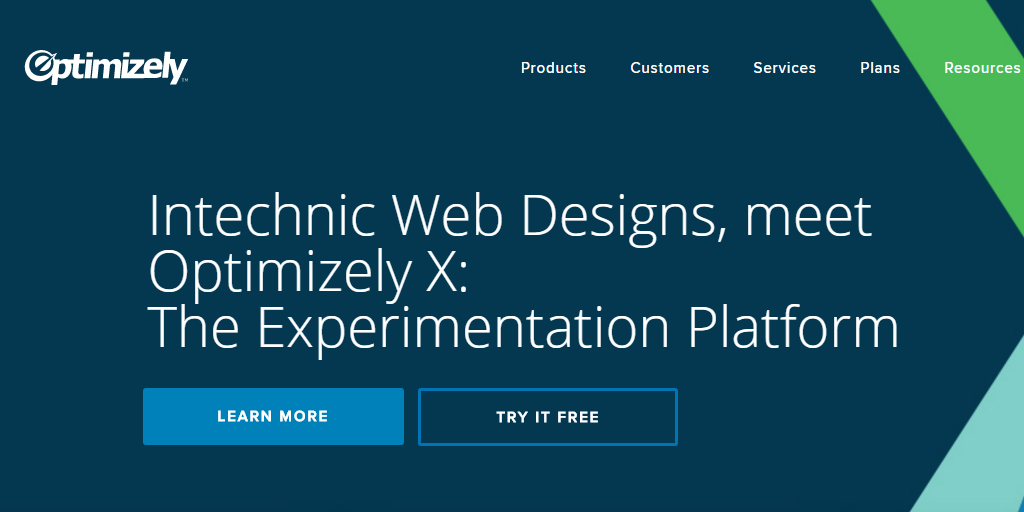 Optimizely™
Products Customers Services Plans Resources
Intechnic Web Designs, meet
Optimizely X:
The Experimentation Platform
LEARN MORE TRY IT FREE